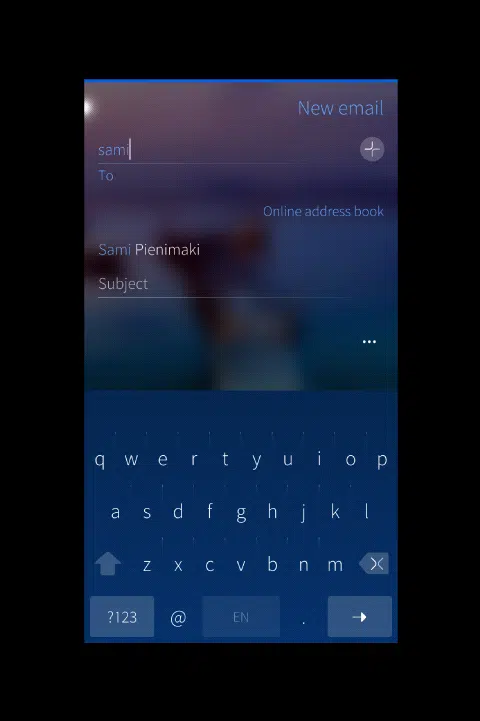 New email
sami
To
Online address book
Sami Pienimaki
Subject
q w e r t y u i o p
a s d f g h j k l
z x c v b n m
?123 @ EN .